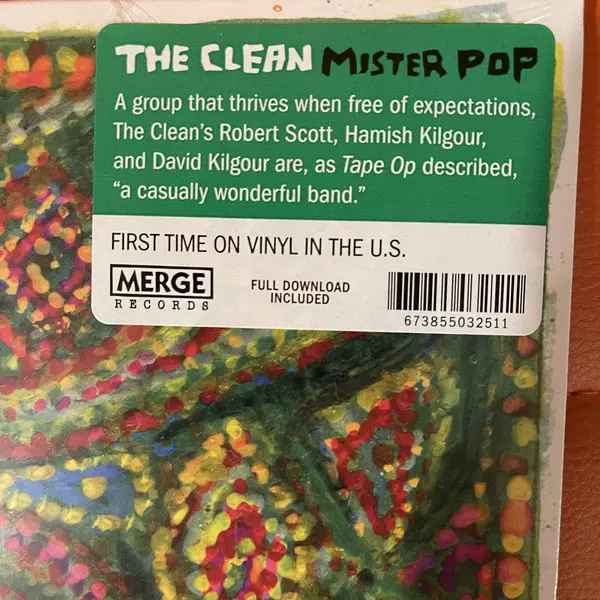 THE CLEAN MISTER POP
A group that thrives when free of expectations,
The Clean's Robert Scott, Hamish Kilgour,
and David Kilgour are, as Tape Op described,
“a casually wonderful band.”
FIRST TIME ON VINYL IN THE U.S.
MERGE
RECORDS
FULL DOWNLOAD
INCLUDED
673855032511